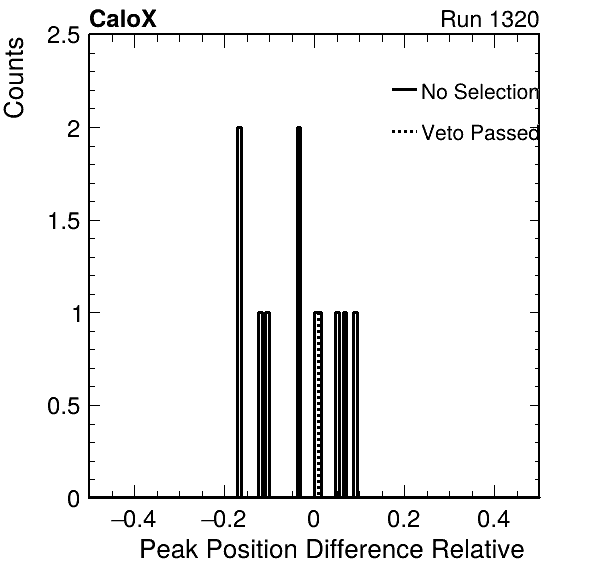 CaloX
Run 1320
Counts
2.5
2
1.5
1
0.5
0
No Selection
Veto Passed
−0.4
−0.2
0
0.2
0.4
Peak Position Difference Relative